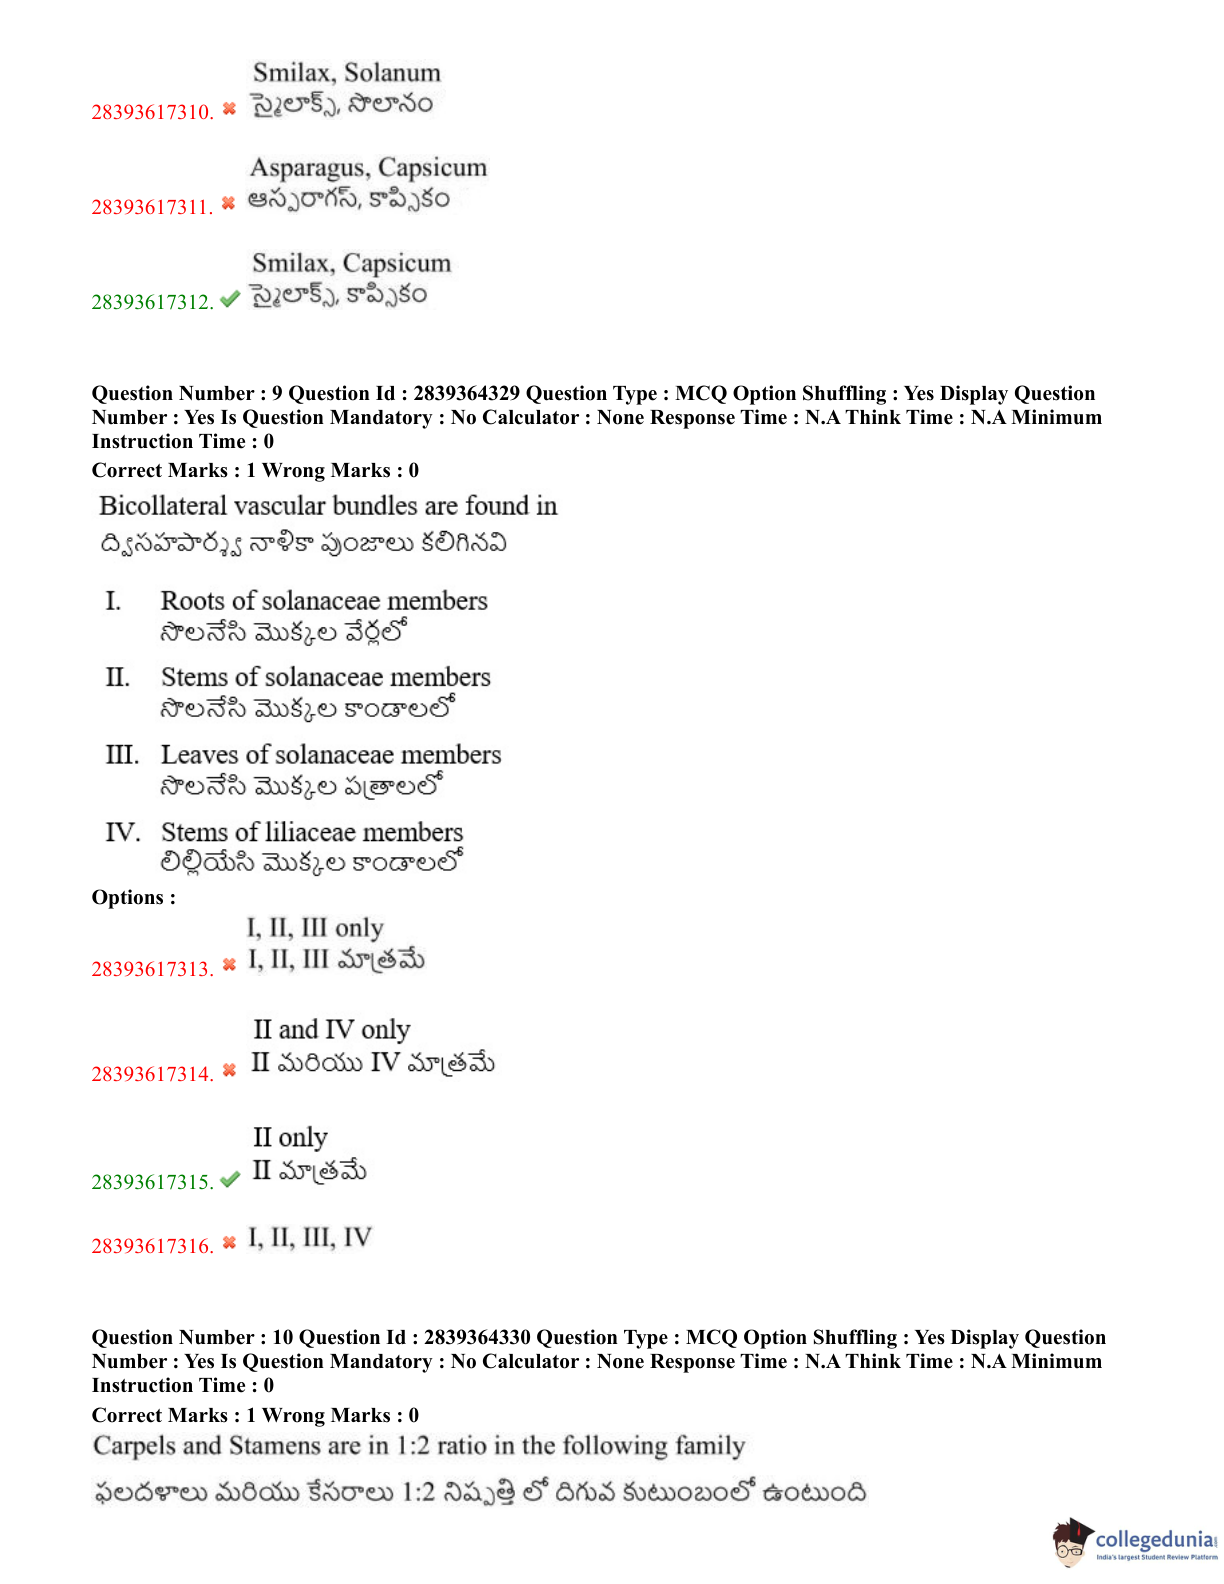 Smilax, Solanum
28393617310. ✖ స్మైలాక్స్, సొలానం
Asparagus, Capsicum
28393617311. ✖ ఆస్పరాగస్, కాప్సికం
Smilax, Capsicum
28393617312. ✔ స్మైలాక్స్, కాప్సికం
Question Number : 9 Question Id : 2839364329 Question Type : MCQ Option Shuffling : Yes Display Question
Number : Yes Is Question Mandatory : No Calculator : None Response Time : N.A Think Time : N.A Minimum
Instruction Time : 0
Correct Marks : 1 Wrong Marks : 0
Bicollateral vascular bundles are found in
ద్విసహపార్శ్వ నాళికా పుంజాలు కలిగినవి
I. Roots of solanaceae members
సొలనేసి మొక్కల వేర్లలో
II. Stems of solanaceae members
సొలనేసి మొక్కల కాండాలలో
III. Leaves of solanaceae members
సొలనేసి మొక్కల పత్రాలలో
IV. Stems of liliaceae members
లిల్లియేసి మొక్కల కాండాలలో
Options :
I, II, III only
28393617313. ✖ I, II, III మాత్రమే
II and IV only
28393617314. ✖ II మరియు IV మాత్రమే
II only
28393617315. ✔ II మాత్రమే
28393617316. ✖ I, II, III, IV
Question Number : 10 Question Id : 2839364330 Question Type : MCQ Option Shuffling : Yes Display Question
Number : Yes Is Question Mandatory : No Calculator : None Response Time : N.A Think Time : N.A Minimum
Instruction Time : 0
Correct Marks : 1 Wrong Marks : 0
Carpels and Stamens are in 1:2 ratio in the following family
ఫలదళాలు మరియు కేసరాలు 1:2 నిష్పత్తి లో దిగువ కుటుంబంలో ఉంటుంది
collegedunia
India's largest Student Review Platform